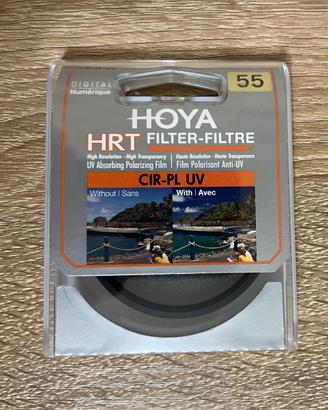 DIGITAL
Numérique
55
HOYA
HRT FILTER-FILTRE
High Resolution - High Transparency
UV Absorbing Polarizing Film
Haute Résolution - Haute Transparence
Film Polarisant Anti-UV
CIR-PL UV
Without | Sans
With | Avec